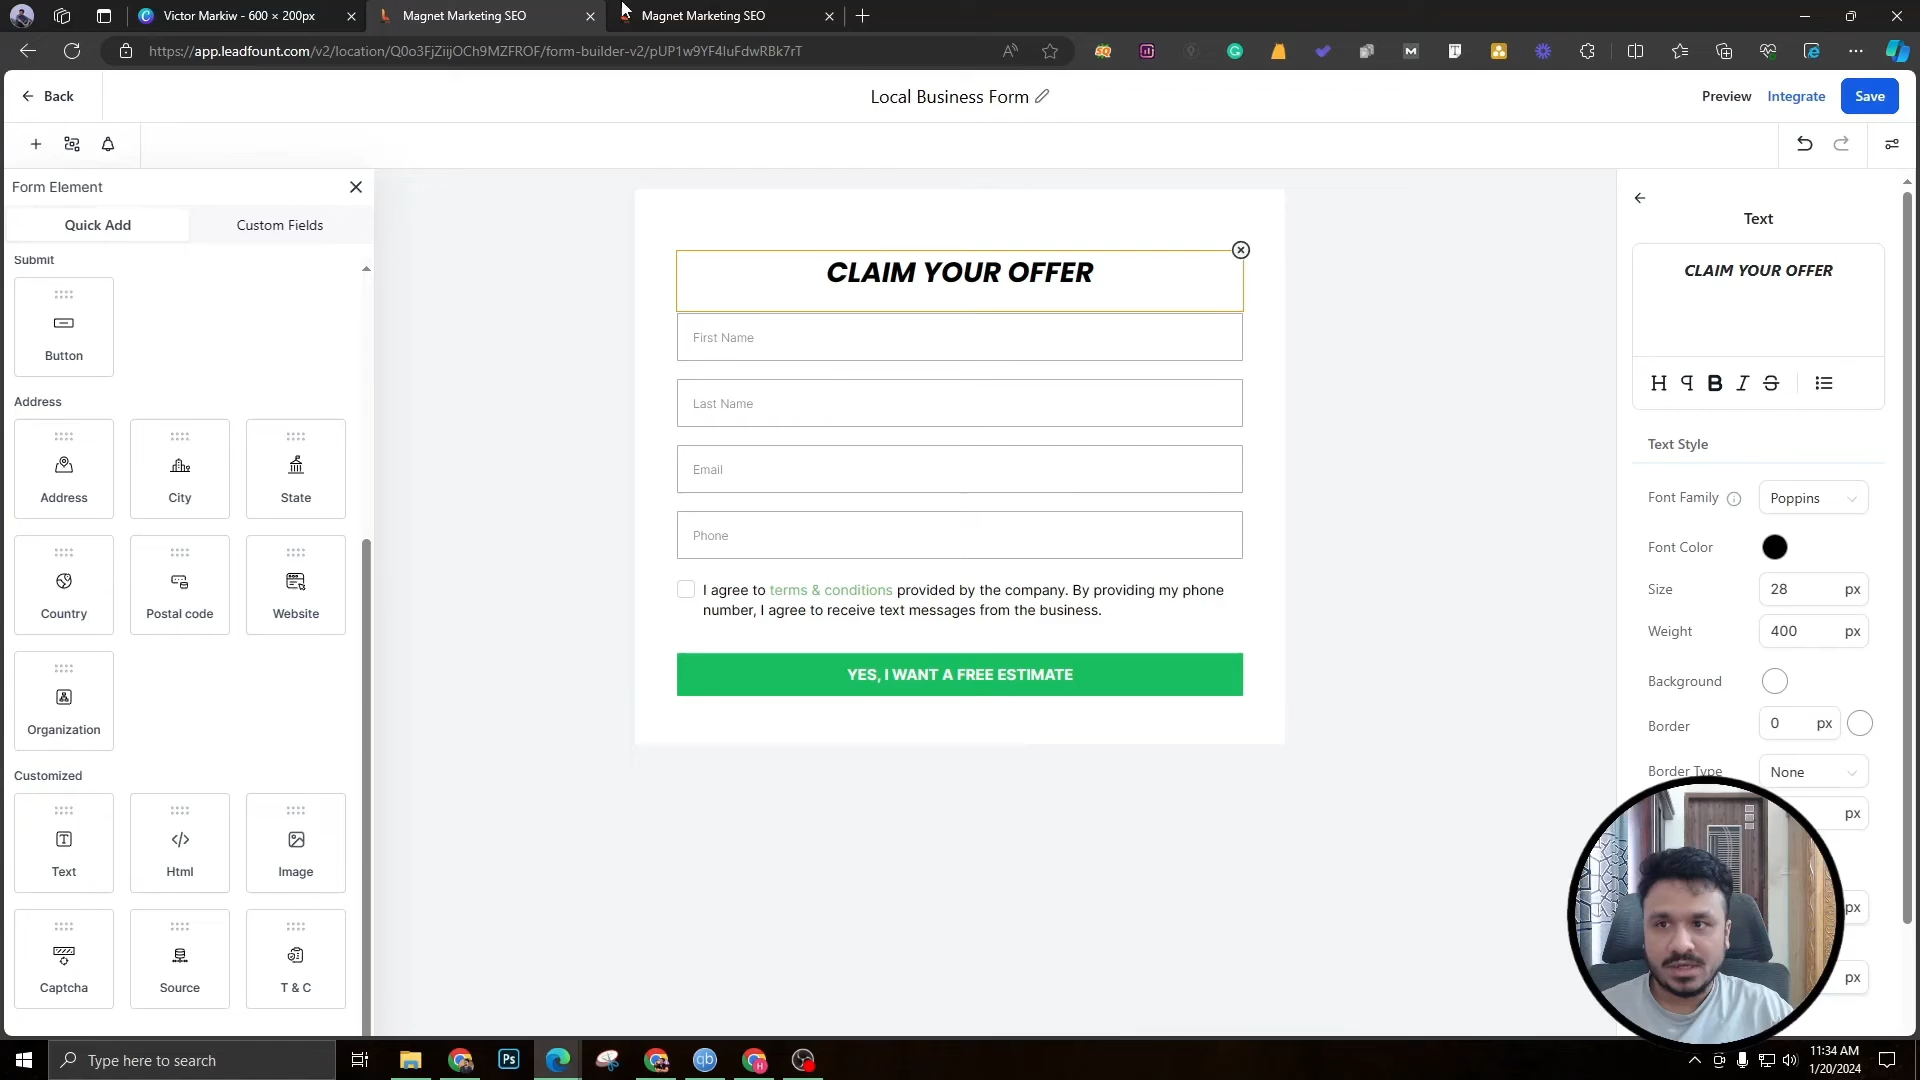 Victor Markiw - 600 × 200px
Magnet Marketing SEO
Magnet Marketing SEO
https://app.leadfount.com/v2/location/Q0o3FjZiijOCh9MZFROF/form-builder-v2/pUP1w9YF4luFdwRBk7rT
Back
Local Business Form
Preview
Integrate
Save
Form Element
Quick Add
Custom Fields
Submit
Button
Address
Address
City
State
Country
Postal code
Website
Organization
Customized
Text
Html
Image
Captcha
Source
T & C
CLAIM YOUR OFFER
First Name
Last Name
Email
Phone
I agree to terms & conditions provided by the company. By providing my phone
number, I agree to receive text messages from the business.
YES, I WANT A FREE ESTIMATE
Text
CLAIM YOUR OFFER
Text Style
Font Family
Poppins
Font Color
Size
28 px
Weight
400 px
Background
Border
0 px
Border Type
None
px
px
px
Type here to search
11:34 AM
1/20/2024